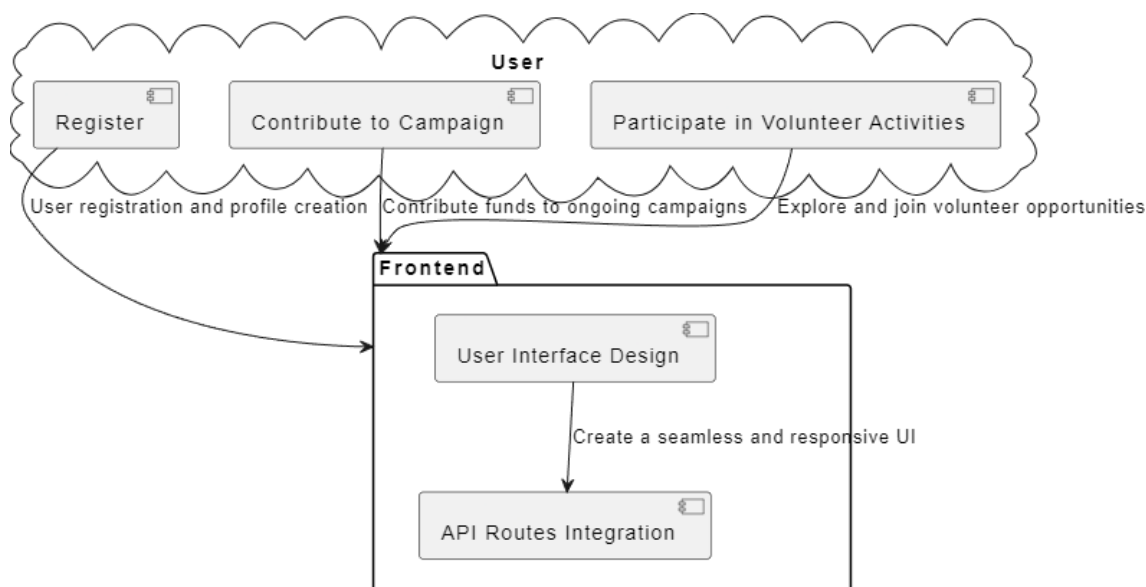 User
Register
Contribute to Campaign
Participate in Volunteer Activities
User registration and profile creation
Contribute funds to ongoing campaigns
Explore and join volunteer opportunities
Frontend
User Interface Design
Create a seamless and responsive UI
API Routes Integration